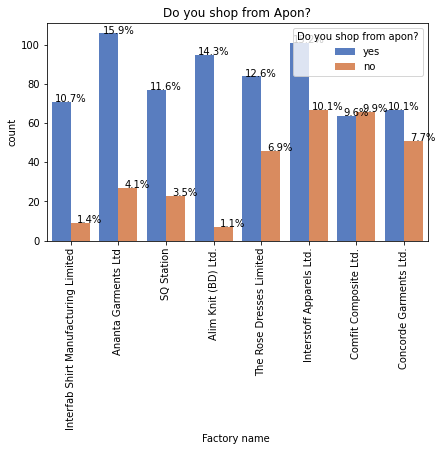 Do you shop from Apon?
Do you shop from apon?
yes
no
count
100
80
60
40
20
0
10.7%
1.4%
15.9%
4.1%
11.6%
3.5%
14.3%
1.1%
12.6%
6.9%
10.1%
9.6%
9.9%
10.1%
7.7%
Interfab Shirt Manufacturing Limited
Ananta Garments Ltd
SQ Station
Alim Knit (BD) Ltd.
The Rose Dresses Limited
Interstoff Apparels Ltd.
Comfit Composite Ltd.
Concorde Garments Ltd.
Factory name